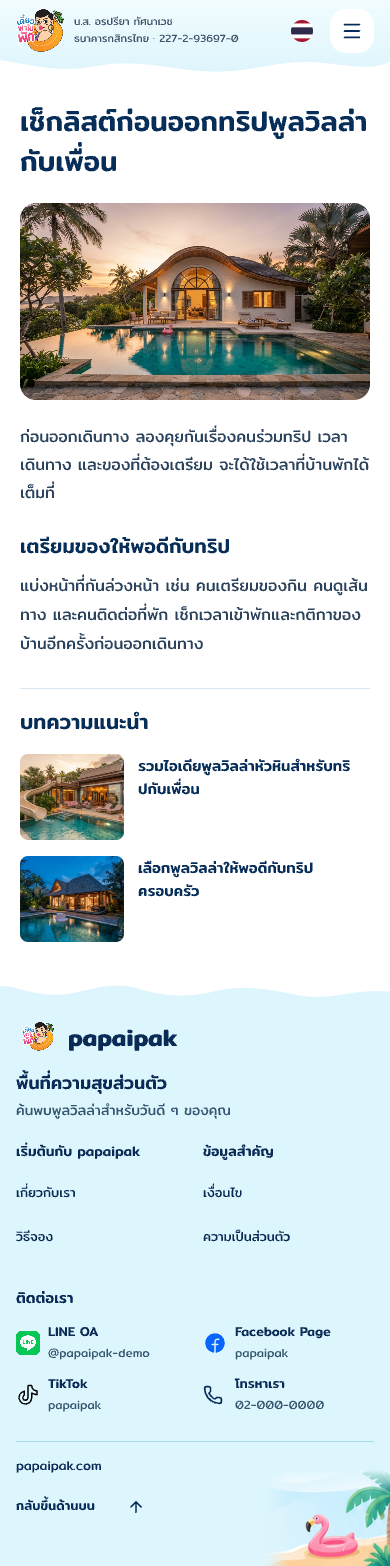 น.ส. อรปรียา ทัศนาเวช
ธนาคารกสิกรไทย · 227-2-93697-0
เช็กลิสต์ก่อนออกทริปพูลวิลล่า
กับเพื่อน
ก่อนออกเดินทาง ลองคุยกันเรื่องคนร่วมทริป เวลา
เดินทาง และของที่ต้องเตรียม จะได้ใช้เวลาที่บ้านพักได้
เต็มที่
เตรียมของให้พอดีกับทริป
แบ่งหน้าที่กันล่วงหน้า เช่น คนเตรียมของกิน คนดูเส้น
ทาง และคนติดต่อที่พัก เช็กเวลาเข้าพักและกติกาของ
บ้านอีกครั้งก่อนออกเดินทาง
บทความแนะนำ
รวมไอเดียพูลวิลล่าหัวหินสำหรับทริ
ปกับเพื่อน
เลือกพูลวิลล่าให้พอดีกับทริป
ครอบครัว
papaipak
พื้นที่ความสุขส่วนตัว
ค้นพบพูลวิลล่าสำหรับวันดี ๆ ของคุณ
เริ่มต้นกับ papaipak
ข้อมูลสำคัญ
เกี่ยวกับเรา
เงื่อนไข
วิธีจอง
ความเป็นส่วนตัว
ติดต่อเรา
LINE OA
@papaipak-demo
Facebook Page
papaipak
TikTok
papaipak
โทรหาเรา
02-000-0000
papaipak.com
กลับขึ้นด้านบน